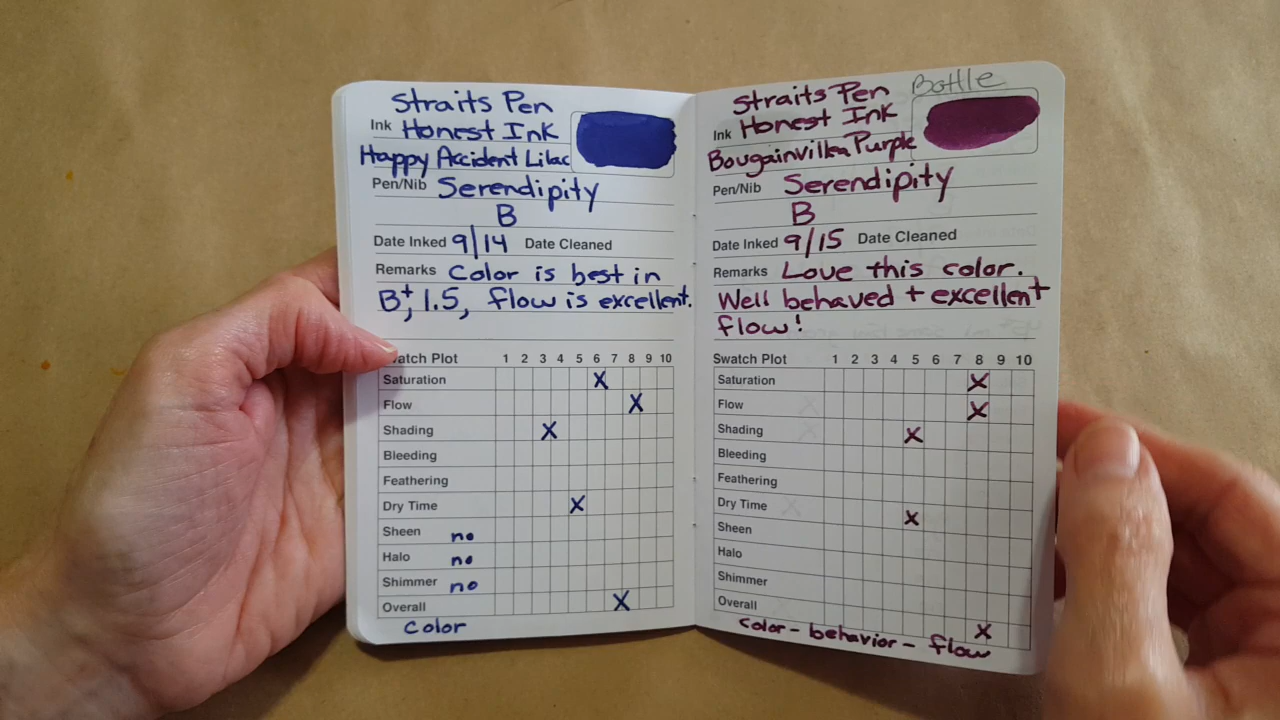 Straits Pen
Ink Honest Ink
Happy Accident Lilac
Pen/Nib Serendipity
B
Date Inked 9/14 Date Cleaned
Remarks Color is best in
B+, 1.5, flow is excellent.
Swatch Plot 1 2 3 4 5 6 7 8 9 10
Saturation X
Flow X
Shading X
Bleeding
Feathering
Dry Time X
Sheen no
Halo no
Shimmer no
Overall X
Color
Bottle
Straits Pen
Ink Honest Ink
Bougainvillea Purple
Pen/Nib Serendipity
B
Date Inked 9/15 Date Cleaned
Remarks Love this color.
Well behaved + excellent
flow!
Swatch Plot 1 2 3 4 5 6 7 8 9 10
Saturation X
Flow X
Shading X
Bleeding
Feathering
Dry Time X
Sheen
Halo
Shimmer
Overall X
color - behavior - flow